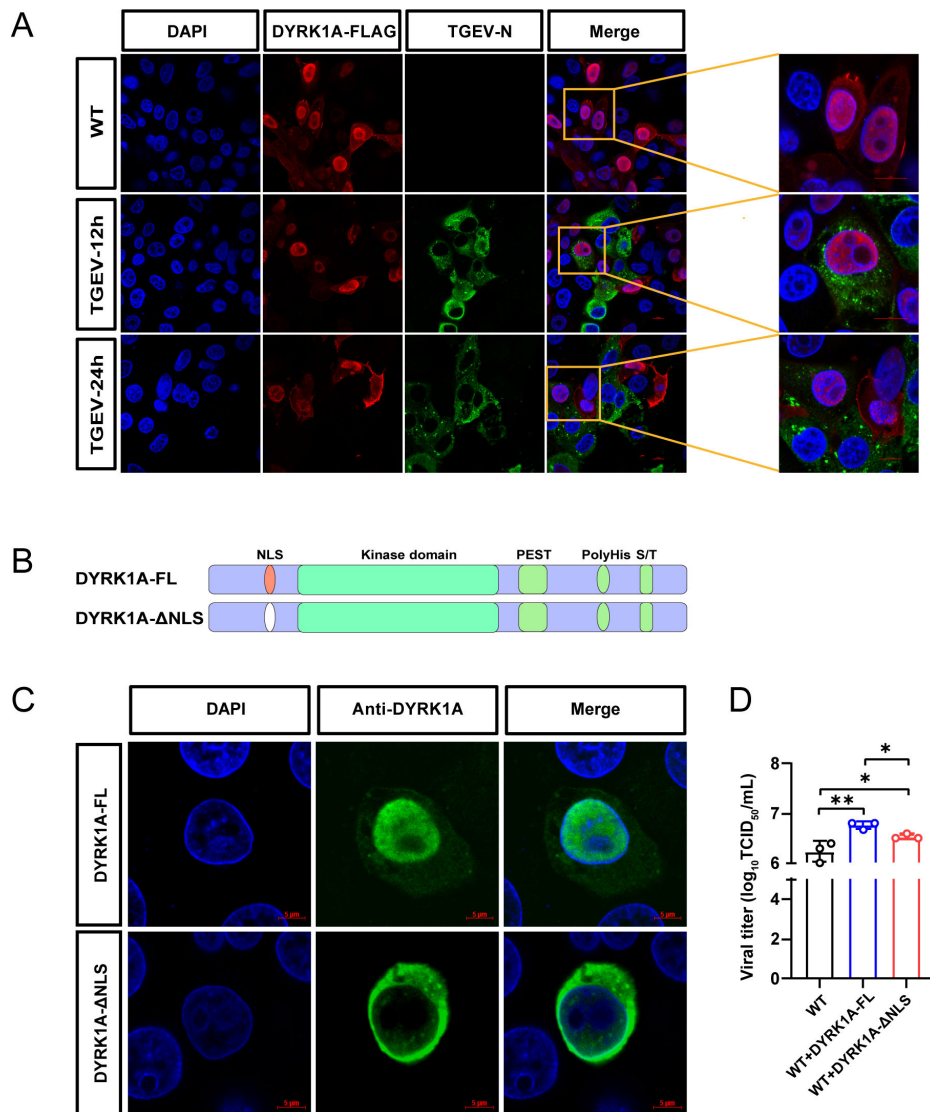 A
DAPI
DYRK1A-FLAG
TGEV-N
Merge
WT
TGEV-12h
TGEV-24h
B
NLS
Kinase domain
PEST
PolyHis
S/T
DYRK1A-FL
DYRK1A-ΔNLS
C
DAPI
Anti-DYRK1A
Merge
DYRK1A-FL
5 μm
5 μm
5 μm
DYRK1A-ΔNLS
5 μm
5 μm
5 μm
D
Viral titer (log10TCID50/mL)
8
7
6
4
2
0
*
*
**
WT
WT+DYRK1A-FL
WT+DYRK1A-ΔNLS